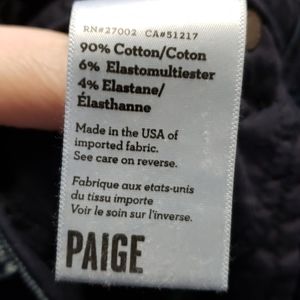 RN#27002 CA#51217
90% Cotton/Coton
6% Elastomultiester
4% Elastane/
Élasthanne
Made in the USA of
imported fabric.
See care on reverse.
Fabrique aux etats-unis
du tissu importe
Voir le soin sur l'inverse.
PAIGE